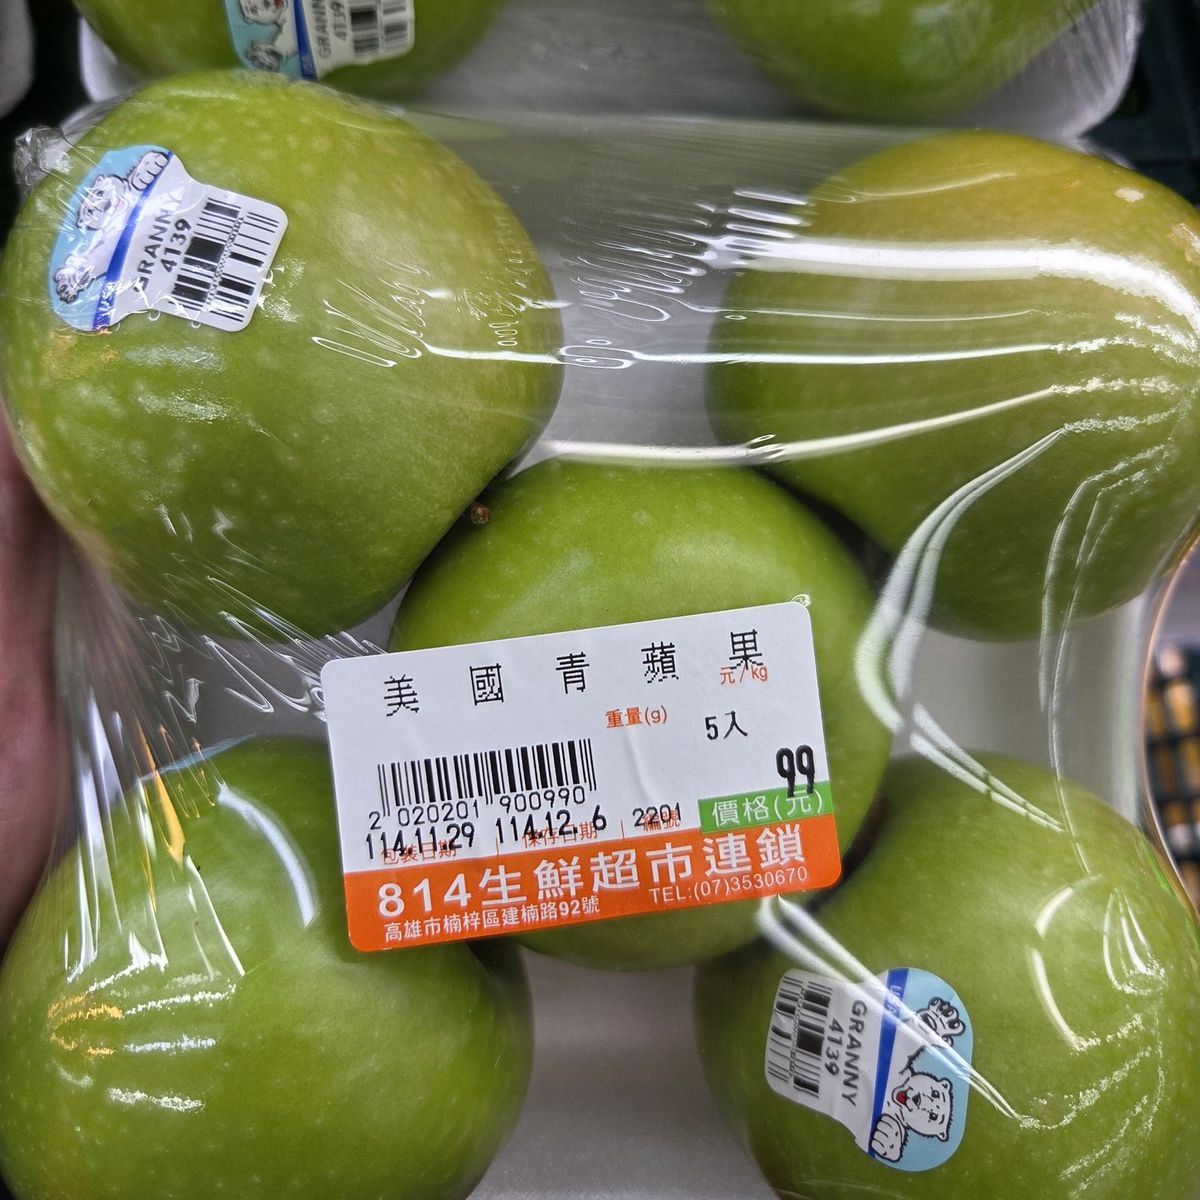 GRANNY
4139
GRANNY
4139
美國青蘋果
元/kg
重量(g)
5入
99
2 020201 900990
114.11.29 114.12. 6 2201
包裝日期 | 保存日期 | 編號
價格(元)
814生鮮超市連鎖
高雄市楠梓區建楠路92號 TEL:(07)3530670
GRANNY
4139
USA